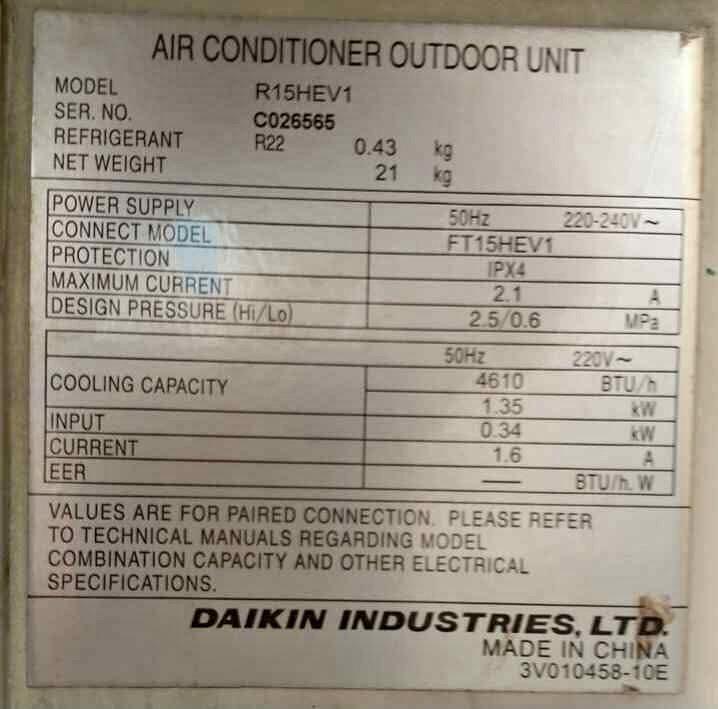 AIR CONDITIONER OUTDOOR UNIT
MODEL R15HEV1
SER. NO. C026565
REFRIGERANT R22 0.43 kg
NET WEIGHT 21 kg
POWER SUPPLY 50Hz 220-240V~
CONNECT MODEL FT15HEV1
PROTECTION IPX4
MAXIMUM CURRENT 2.1 A
DESIGN PRESSURE (Hi/Lo) 2.5/0.6 MPa
50Hz 220V~
COOLING CAPACITY 4610 BTU/h
1.35 kW
INPUT 0.34 kW
CURRENT 1.6 A
EER — BTU/h. W
VALUES ARE FOR PAIRED CONNECTION. PLEASE REFER
TO TECHNICAL MANUALS REGARDING MODEL
COMBINATION CAPACITY AND OTHER ELECTRICAL
SPECIFICATIONS.
DAIKIN INDUSTRIES, LTD.
MADE IN CHINA
3V010458-10E